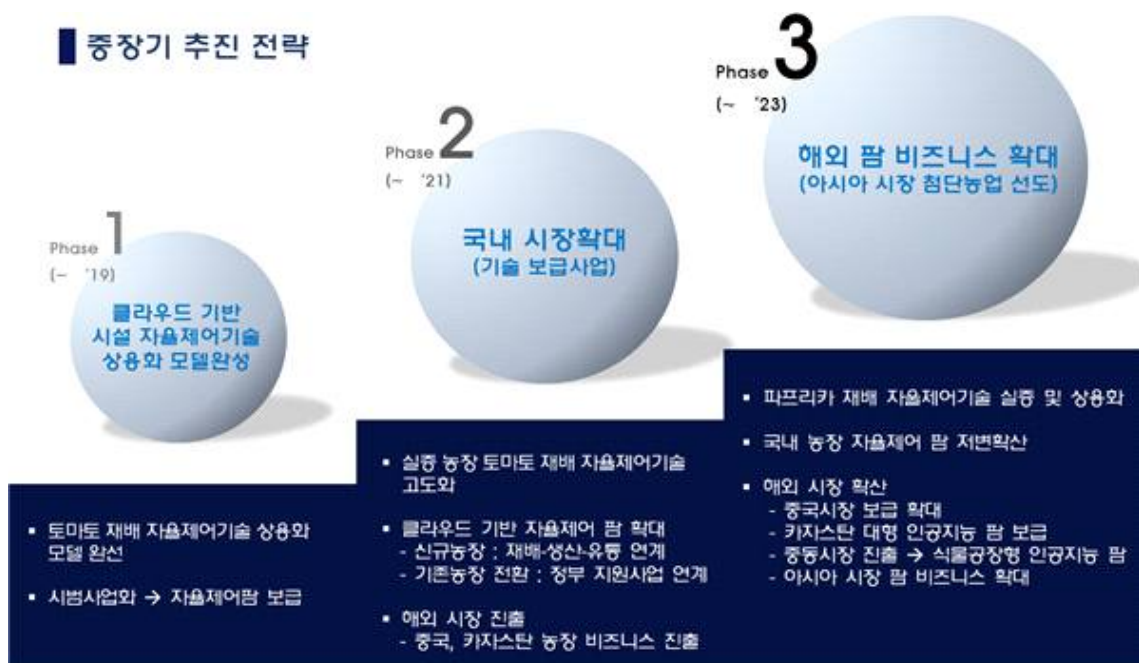 중장기 추진 전략
Phase 1
(~ '19)
클라우드 기반
시설 자율제어기술
상용화 모델완성
▪ 토마토 재배 자율제어기술 상용화
모델 완선
▪ 시범사업화 → 자율제어팜 보급
Phase 2
(~ '21)
국내 시장확대
(기술 보급사업)
▪ 실증 농장 토마토 재배 자율제어기술
고도화
▪ 클라우드 기반 자율제어 팜 확대
- 신규농장 : 재배-생산-유통 연계
- 기존농장 전환 : 정부 지원사업 연계
▪ 해외 시장 진출
- 중국, 카자스탄 농장 비즈니스 진출
Phase 3
(~ '23)
해외 팜 비즈니스 확대
(아시아 시장 첨단농업 선도)
▪ 파프리카 재배 자율제어기술 실증 및 상용화
▪ 국내 농장 자율제어 팜 저변확산
▪ 해외 시장 확산
- 중국시장 보급 확대
- 카자스탄 대형 인공지능 팜 보급
- 중동시장 진출 → 식물공장형 인공지능 팜
- 아시아 시장 팜 비즈니스 확대